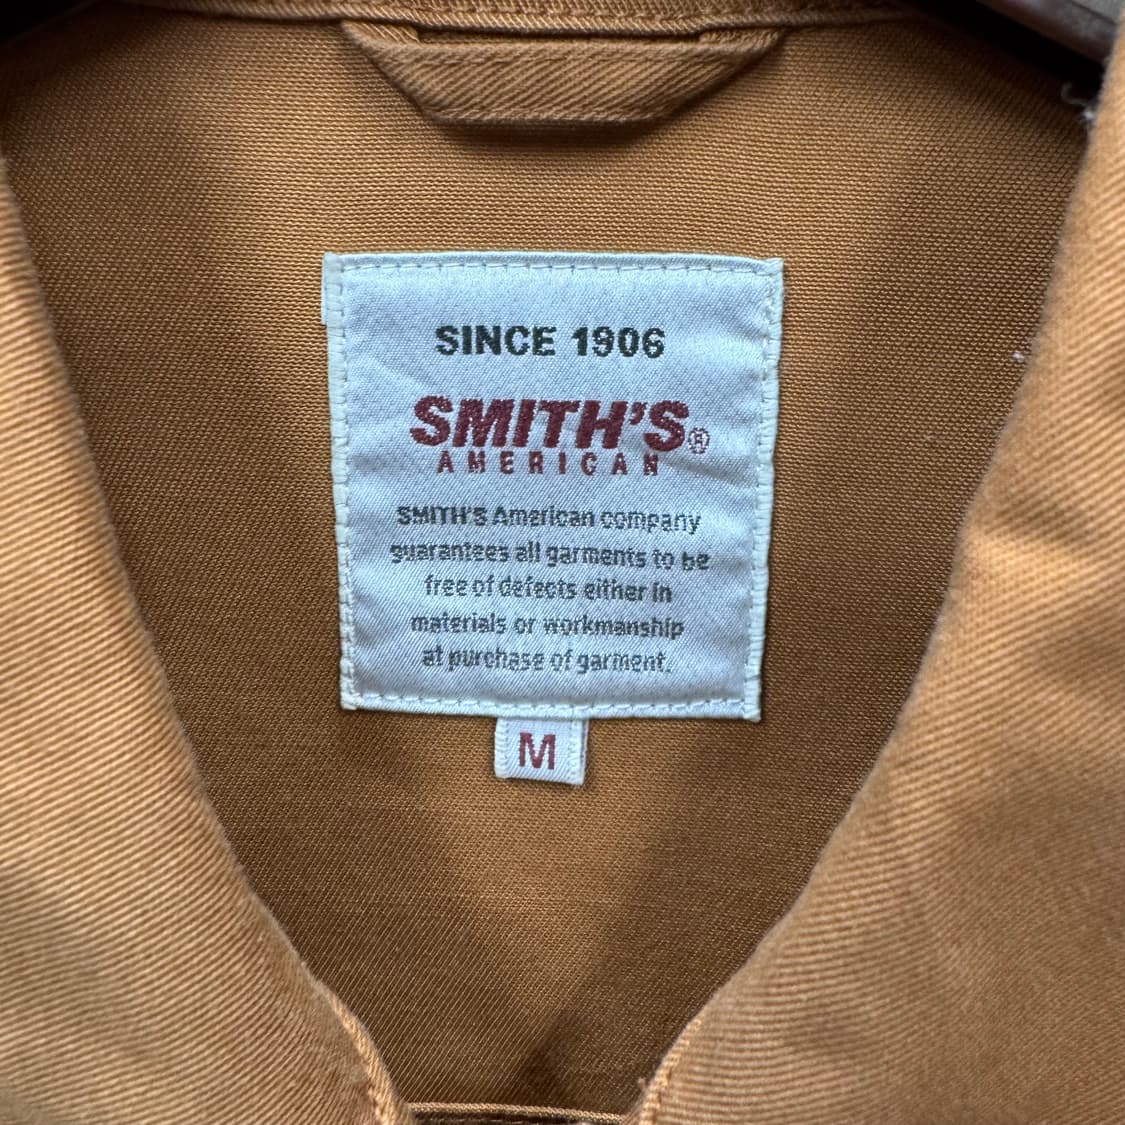 SINCE 1906
SMITH'S®
AMERICAN
SMITH'S American company
guarantees all garments to be
free of defects either in
materials or workmanship
at purchase of garment.
M